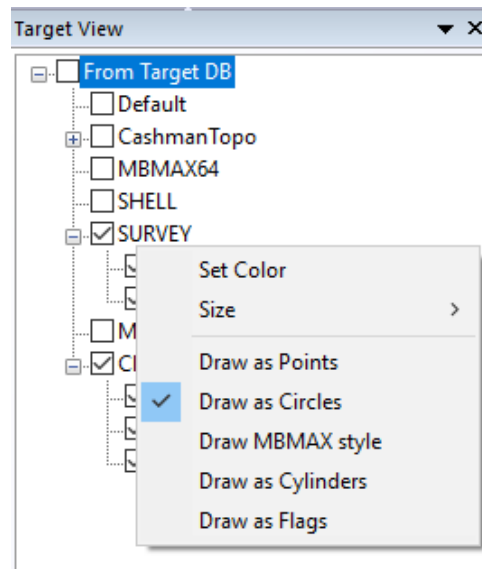 Target View
From Target DB
Default
CashmanTopo
MBMAX64
SHELL
SURVEY
Set Color
Size
M
Draw as Points
Cl
Draw as Circles
Draw MBMAX style
Draw as Cylinders
Draw as Flags